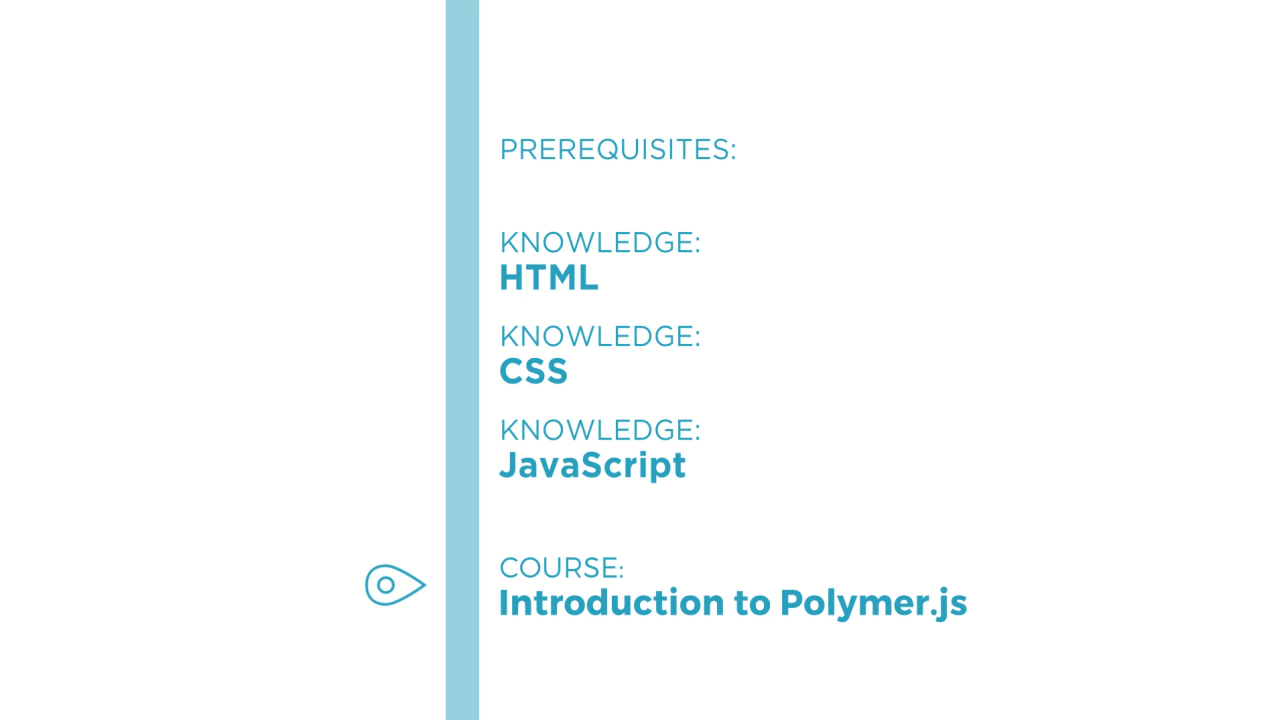 PREREQUISITES:
KNOWLEDGE:
HTML
KNOWLEDGE:
CSS
KNOWLEDGE:
JavaScript
COURSE:
Introduction to Polymer.js